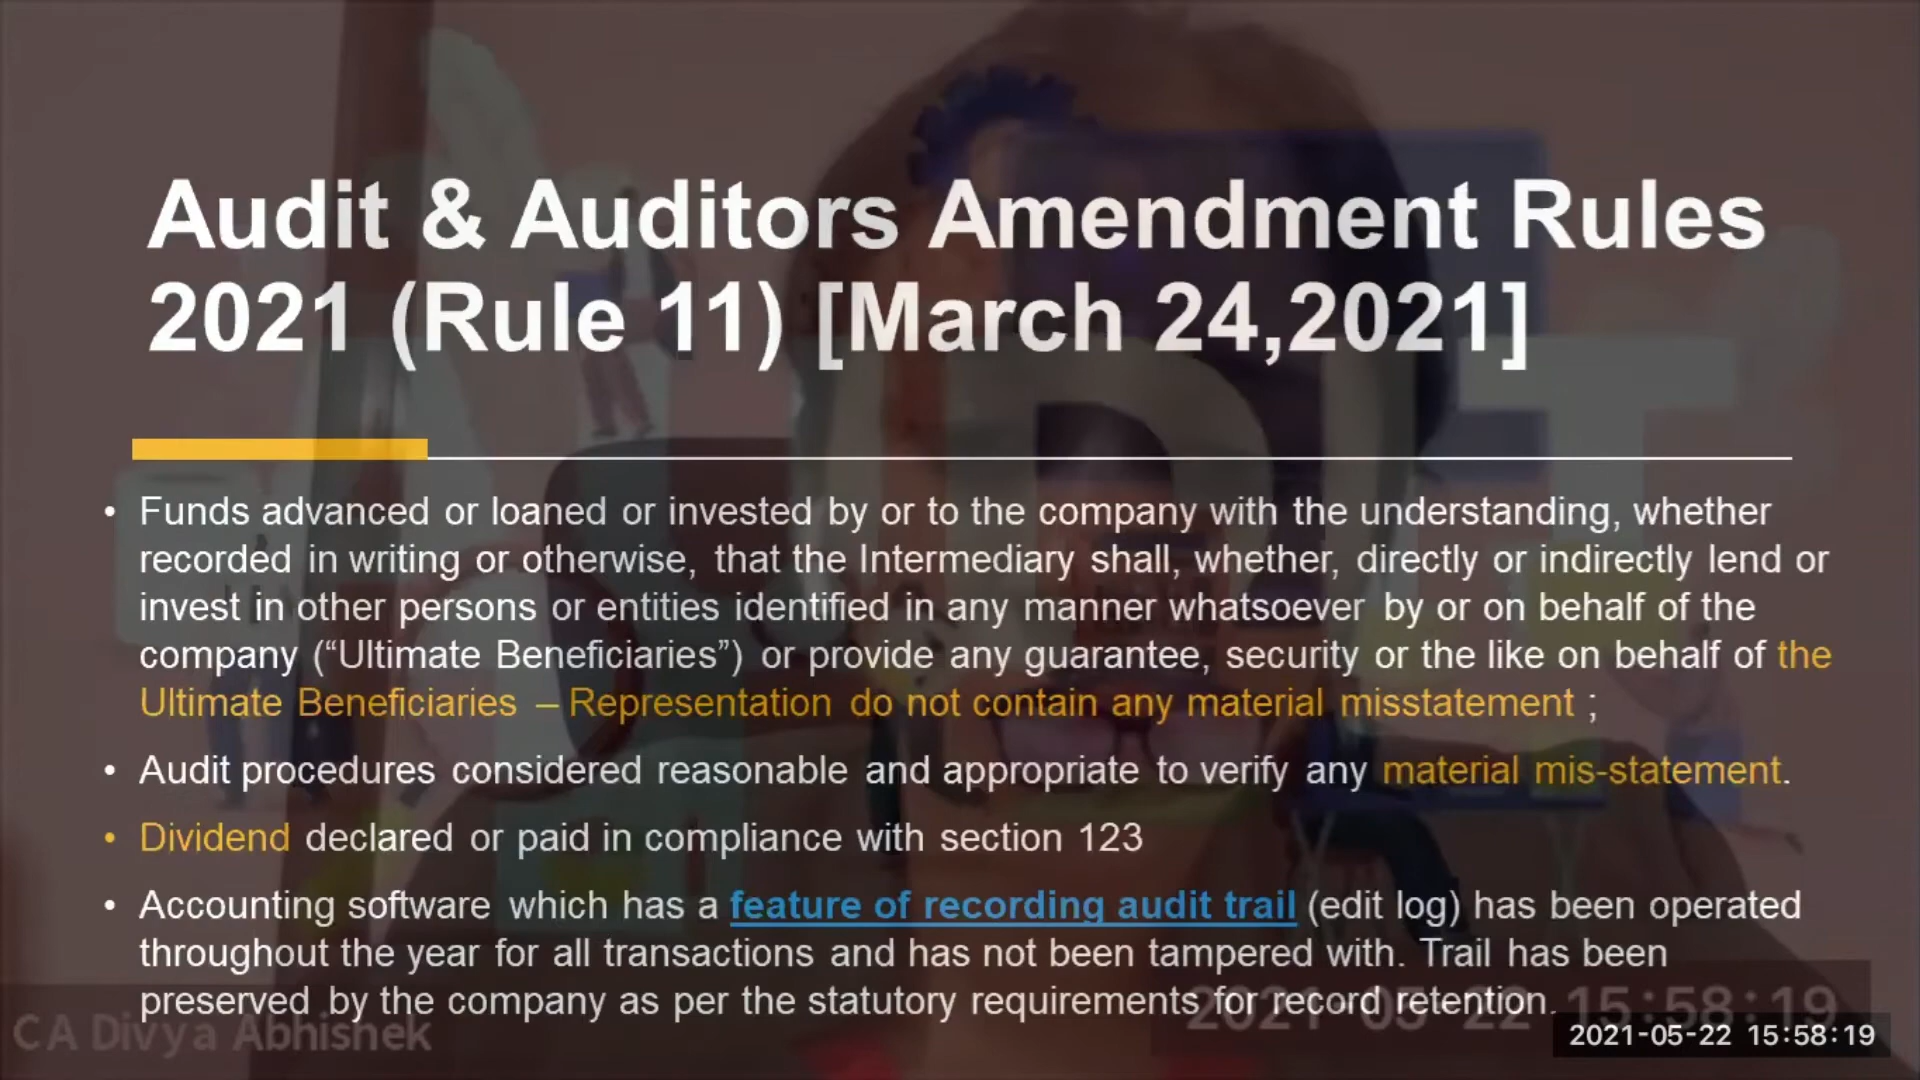 Audit & Auditors Amendment Rules
2021 (Rule 11) [March 24,2021]
• Funds advanced or loaned or invested by or to the company with the understanding, whether
recorded in writing or otherwise, that the Intermediary shall, whether, directly or indirectly lend or
invest in other persons or entities identified in any manner whatsoever by or on behalf of the
company (“Ultimate Beneficiaries”) or provide any guarantee, security or the like on behalf of the
Ultimate Beneficiaries – Representation do not contain any material misstatement ;
• Audit procedures considered reasonable and appropriate to verify any material mis-statement.
• Dividend declared or paid in compliance with section 123
• Accounting software which has a feature of recording audit trail (edit log) has been operated
throughout the year for all transactions and has not been tampered with. Trail has been
preserved by the company as per the statutory requirements for record retention.
CA Divya Abhishek
2021-05-22 15:58:19
2021-05-22 15:58:19